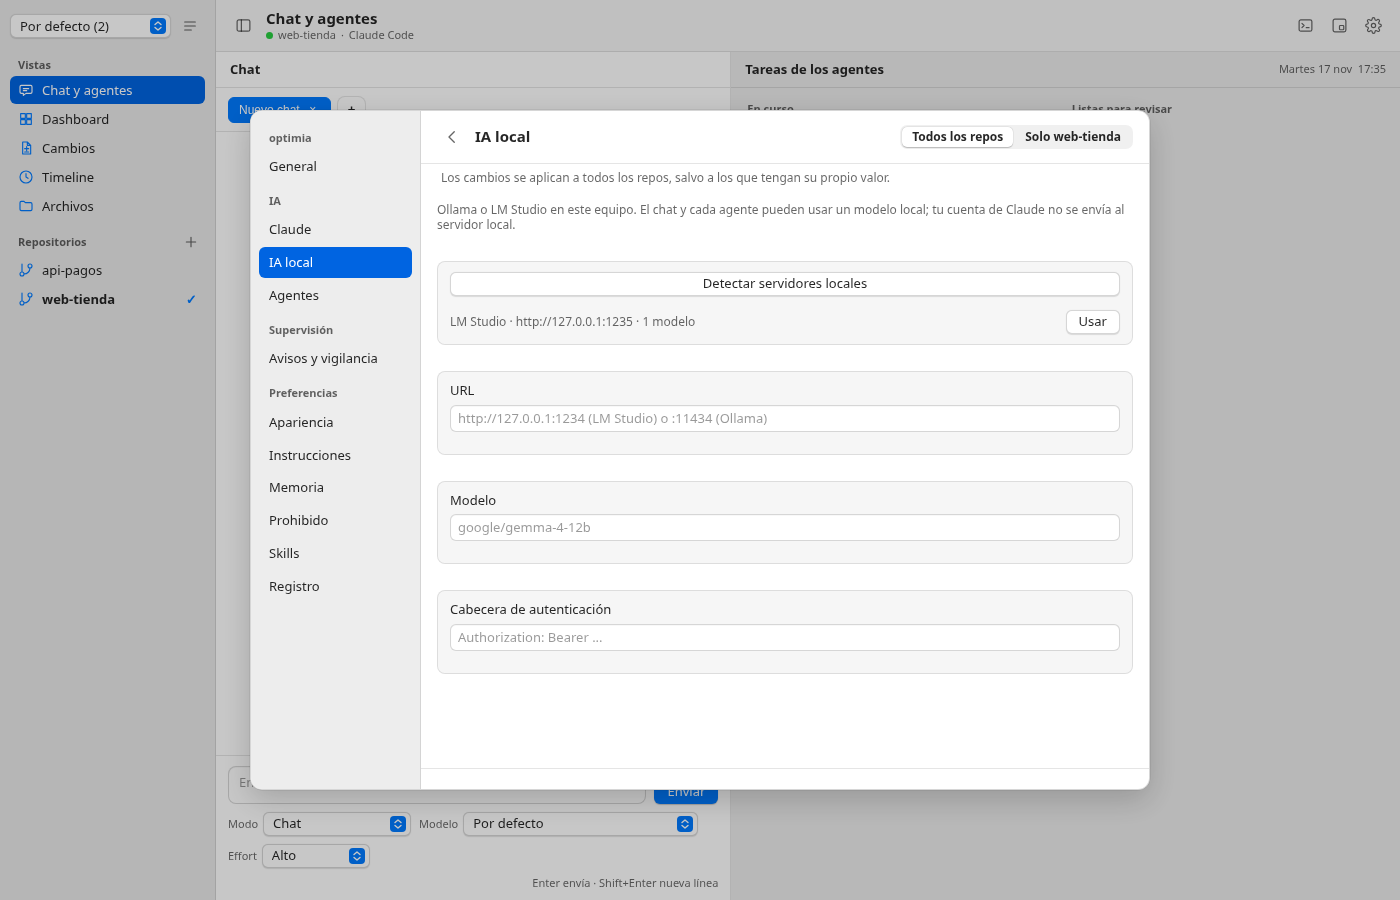 Por defecto (2)
Vistas
Chat y agentes
Dashboard
Cambios
Timeline
Archivos
Repositorios
api-pagos
web-tienda
Chat y agentes
web-tienda · Claude Code
Chat
Nuevo chat ×
+
Tareas de los agentes
Martes 17 nov 17:35
En curso
Listas para revisar
optimia
General
IA
Claude
IA local
Agentes
Supervisión
Avisos y vigilancia
Preferencias
Apariencia
Instrucciones
Memoria
Prohibido
Skills
Registro
IA local
Todos los repos
Solo web-tienda
Los cambios se aplican a todos los repos, salvo a los que tengan su propio valor.
Ollama o LM Studio en este equipo. El chat y cada agente pueden usar un modelo local; tu cuenta de Claude no se envía al
servidor local.
Detectar servidores locales
LM Studio · http://127.0.0.1:1235 · 1 modelo
Usar
URL
http://127.0.0.1:1234 (LM Studio) o :11434 (Ollama)
Modelo
google/gemma-4-12b
Cabecera de autenticación
Authorization: Bearer ...
Enviar
Modo
Chat
Modelo
Por defecto
Effort
Alto
Enter envía · Shift+Enter nueva línea